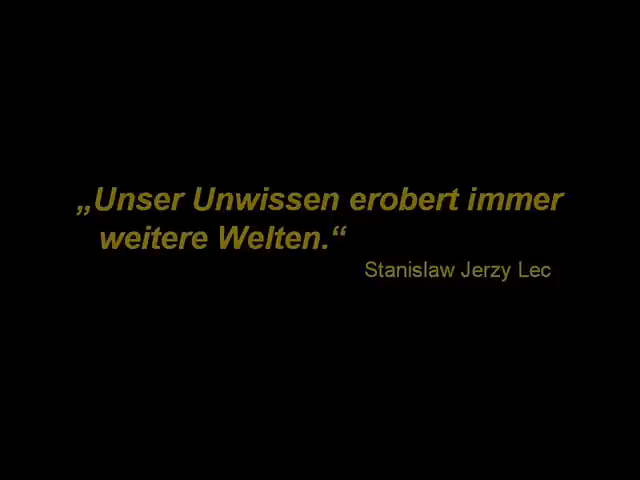 „Unser Unwissen erobert immer
weitere Welten.“
Stanislaw Jerzy Lec